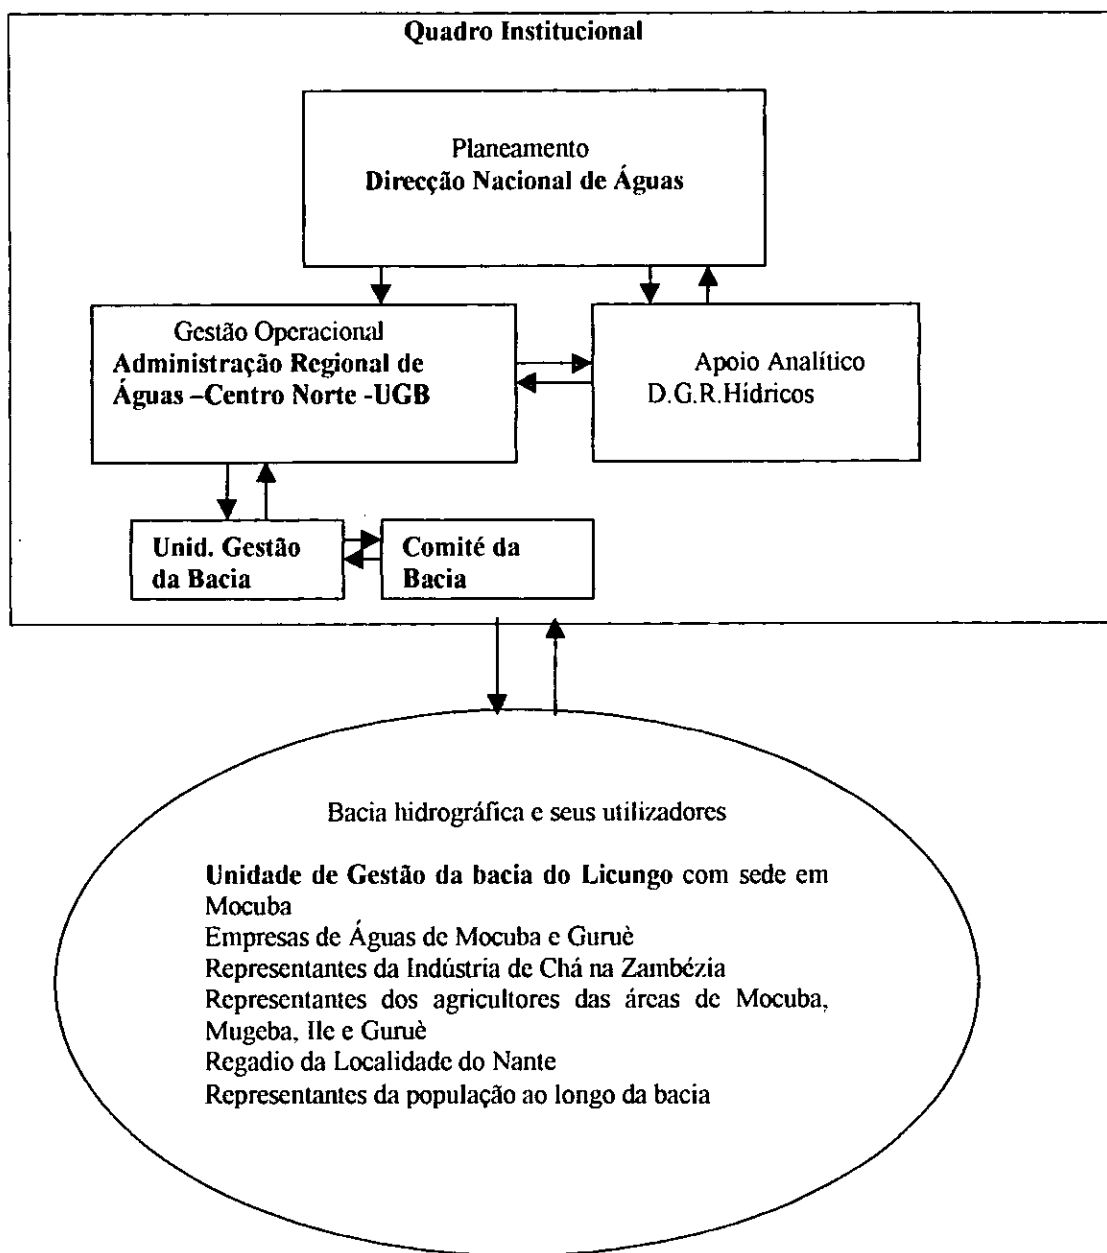 Quadro Institucional
Planeamento
Direcção Nacional de Águas
Gestão Operacional
Administração Regional de
Águas –Centro Norte -UGB
Apoio Analítico
D.G.R.Hídricos
Unid. Gestão
da Bacia
Comité da
Bacia
Bacia hidrográfica e seus utilizadores
Unidade de Gestão da bacia do Licungo com sede em
Mocuba
Empresas de Águas de Mocuba e Guruè
Representantes da Indústria de Chá na Zambézia
Representantes dos agricultores das áreas de Mocuba,
Mugeba, Ile e Guruè
Regadio da Localidade do Nante
Representantes da população ao longo da bacia